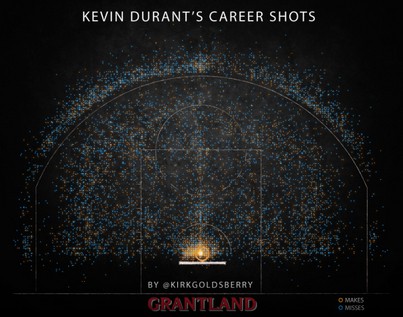 KEVIN DURANT'S CAREER SHOTS
BY @KIRKGOLDSBERRY
GRANTLAND
MAKES
MISSES